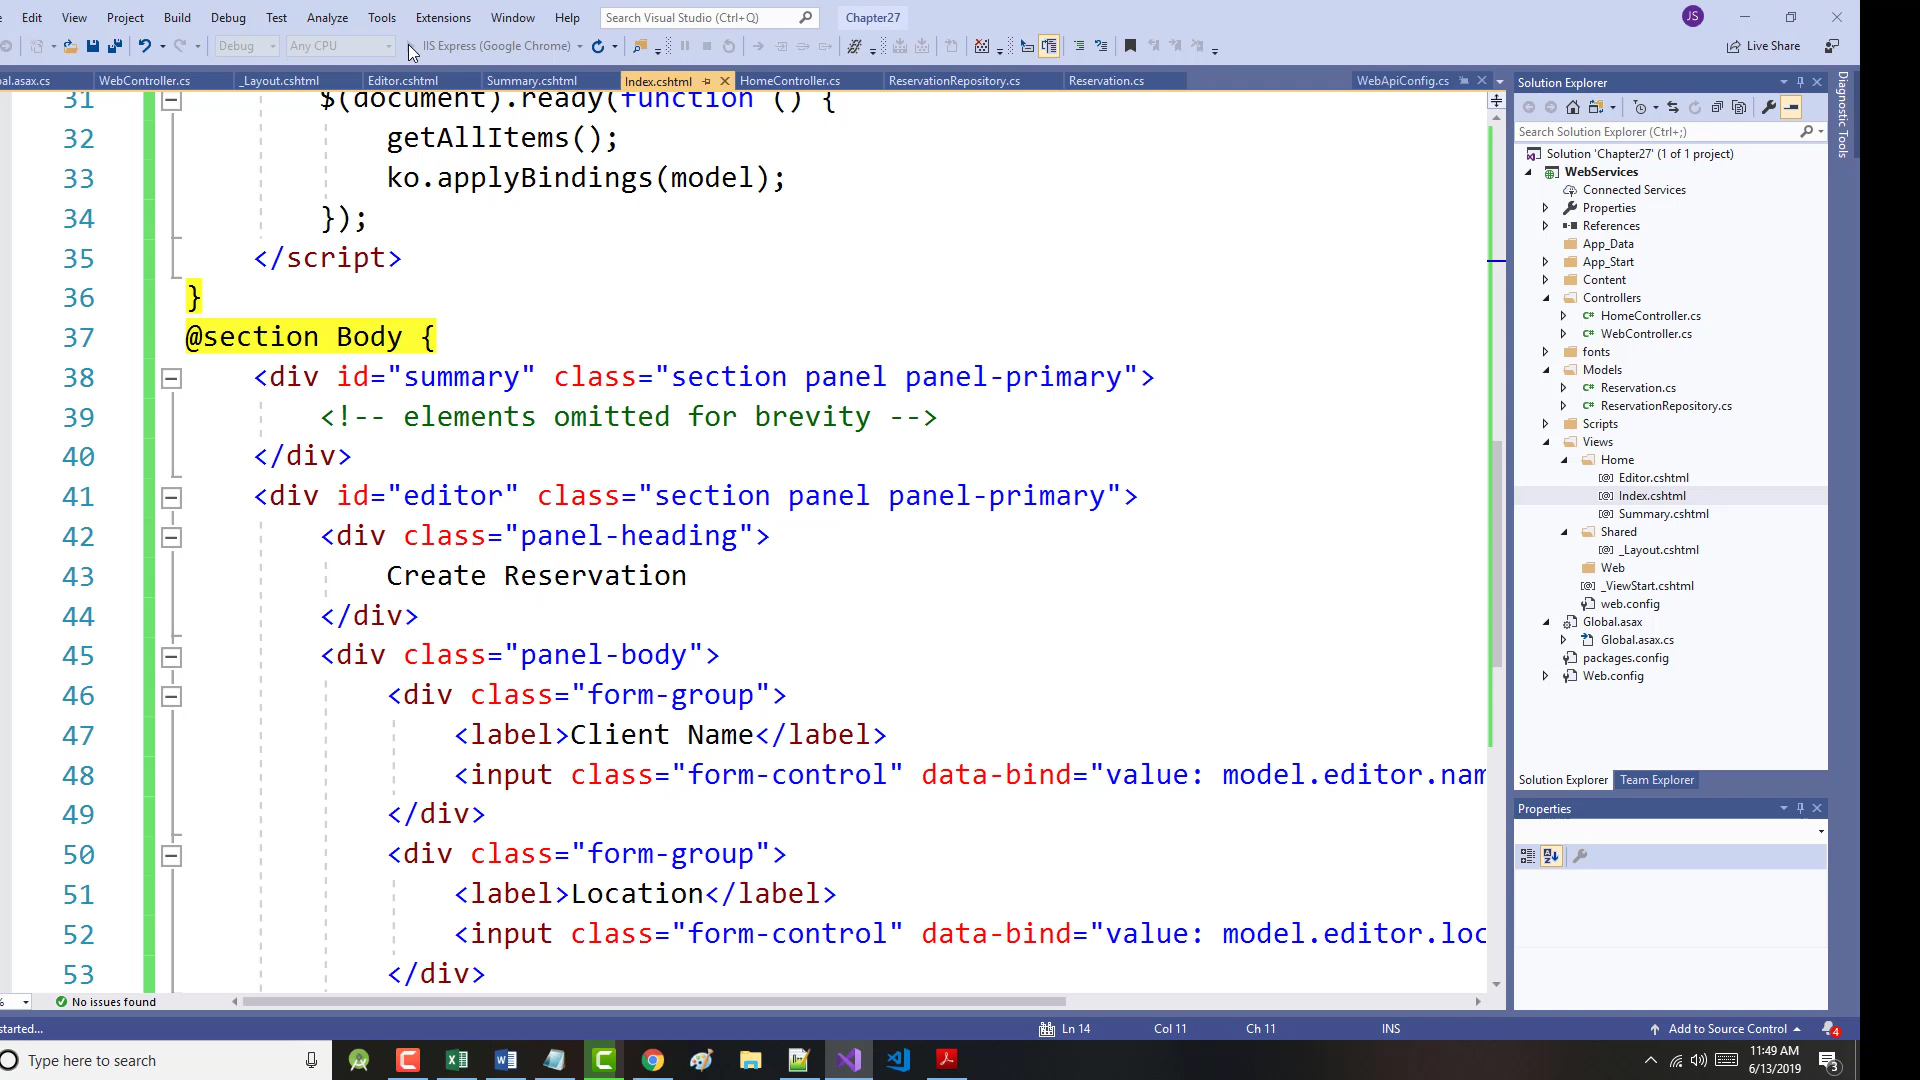 Edit View Project Build Debug Test Analyze Tools Extensions Window Help Search Visual Studio (Ctrl+Q) Chapter27 JS
Debug Any CPU IIS Express (Google Chrome) Live Share
bal.asax.cs WebController.cs _Layout.cshtml Editor.cshtml Summary.cshtml Index.cshtml HomeController.cs ReservationRepository.cs Reservation.cs WebApiConfig.cs
31 $(document).ready(function () {
32 getAllItems();
33 ko.applyBindings(model);
34 });
35 </script>
36 }
37 @section Body {
38 <div id="summary" class="section panel panel-primary">
39 <!-- elements omitted for brevity -->
40 </div>
41 <div id="editor" class="section panel panel-primary">
42 <div class="panel-heading">
43 Create Reservation
44 </div>
45 <div class="panel-body">
46 <div class="form-group">
47 <label>Client Name</label>
48 <input class="form-control" data-bind="value: model.editor.nam
49 </div>
50 <div class="form-group">
51 <label>Location</label>
52 <input class="form-control" data-bind="value: model.editor.loc
53 </div>
% No issues found
Solution Explorer
Search Solution Explorer (Ctrl+;)
Solution 'Chapter27' (1 of 1 project)
WebServices
Connected Services
Properties
References
App_Data
App_Start
Content
Controllers
C# HomeController.cs
C# WebController.cs
fonts
Models
C# Reservation.cs
C# ReservationRepository.cs
Scripts
Views
Home
[@] Editor.cshtml
[@] Index.cshtml
[@] Summary.cshtml
Shared
[@] _Layout.cshtml
Web
[@] _ViewStart.cshtml
web.config
Global.asax
Global.asax.cs
packages.config
Web.config
Solution Explorer Team Explorer
Properties
Diagnostic Tools
started... Ln 14 Col 11 Ch 11 INS Add to Source Control 4
Type here to search
11:49 AM
6/13/2019
3